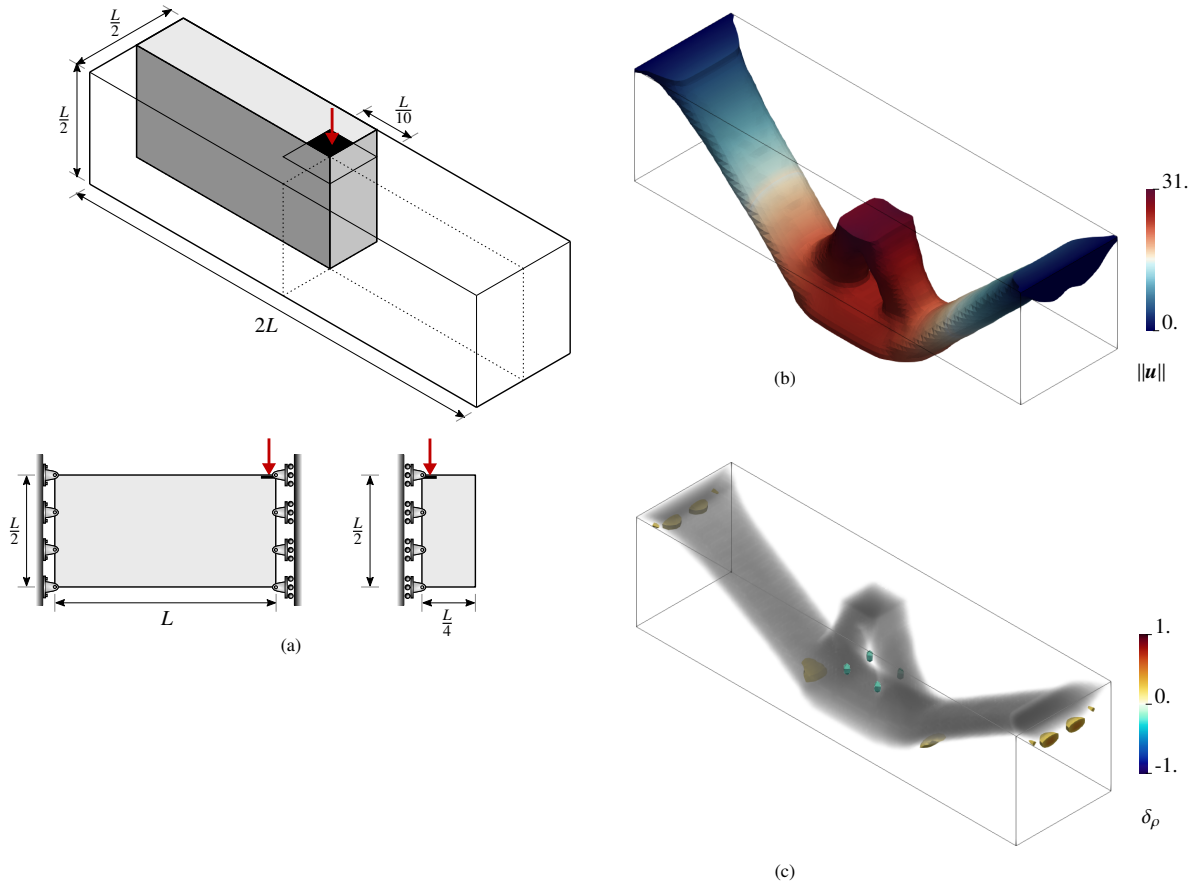 L/2
L/2
L/10
2L
L/2
L
L/2
L/4
(a)
31.
0.
‖u‖
(b)
1.
0.
-1.
δρ
(c)